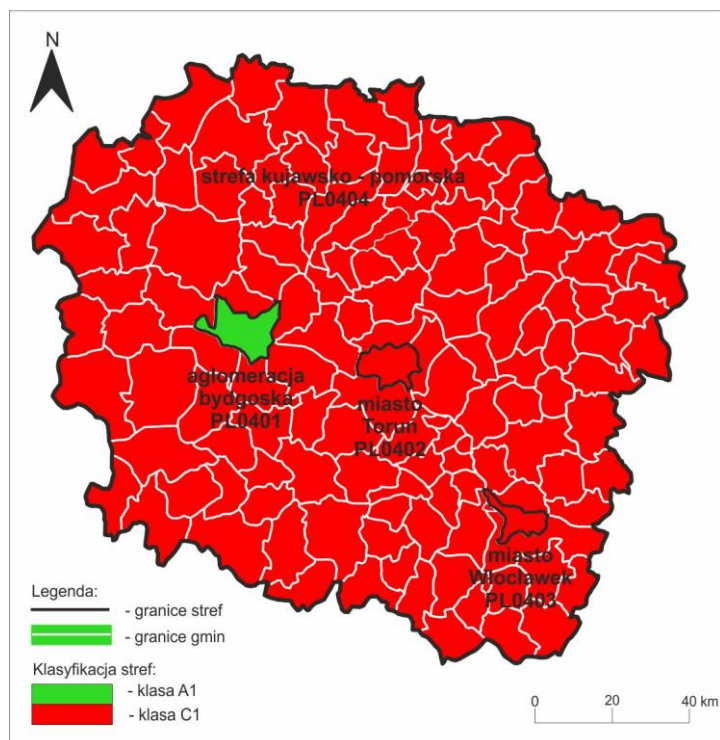 N
strefa kujawsko - pomorska
PL0404
aglomeracja
bydgoska
PL0401
miasto
Toruń
PL0402
miasto
Włocławek
PL0403
Legenda:
- granice stref
- granice gmin
Klasyfikacja stref:
- klasa A1
- klasa C1
0 20 40 km